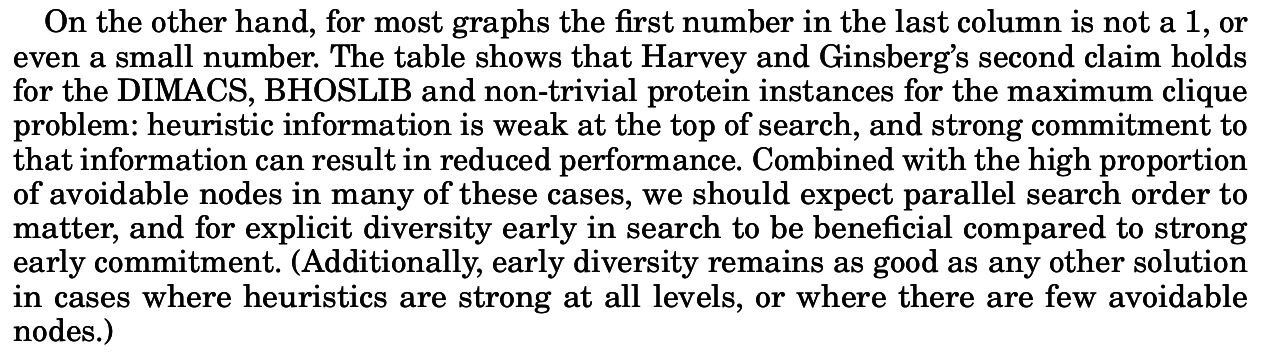 On the other hand, for most graphs the first number in the last column is not a 1, or
even a small number. The table shows that Harvey and Ginsberg's second claim holds
for the DIMACS, BHOSLIB and non-trivial protein instances for the maximum clique
problem: heuristic information is weak at the top of search, and strong commitment to
that information can result in reduced performance. Combined with the high proportion
of avoidable nodes in many of these cases, we should expect parallel search order to
matter, and for explicit diversity early in search to be beneficial compared to strong
early commitment. (Additionally, early diversity remains as good as any other solution
in cases where heuristics are strong at all levels, or where there are few avoidable
nodes.)